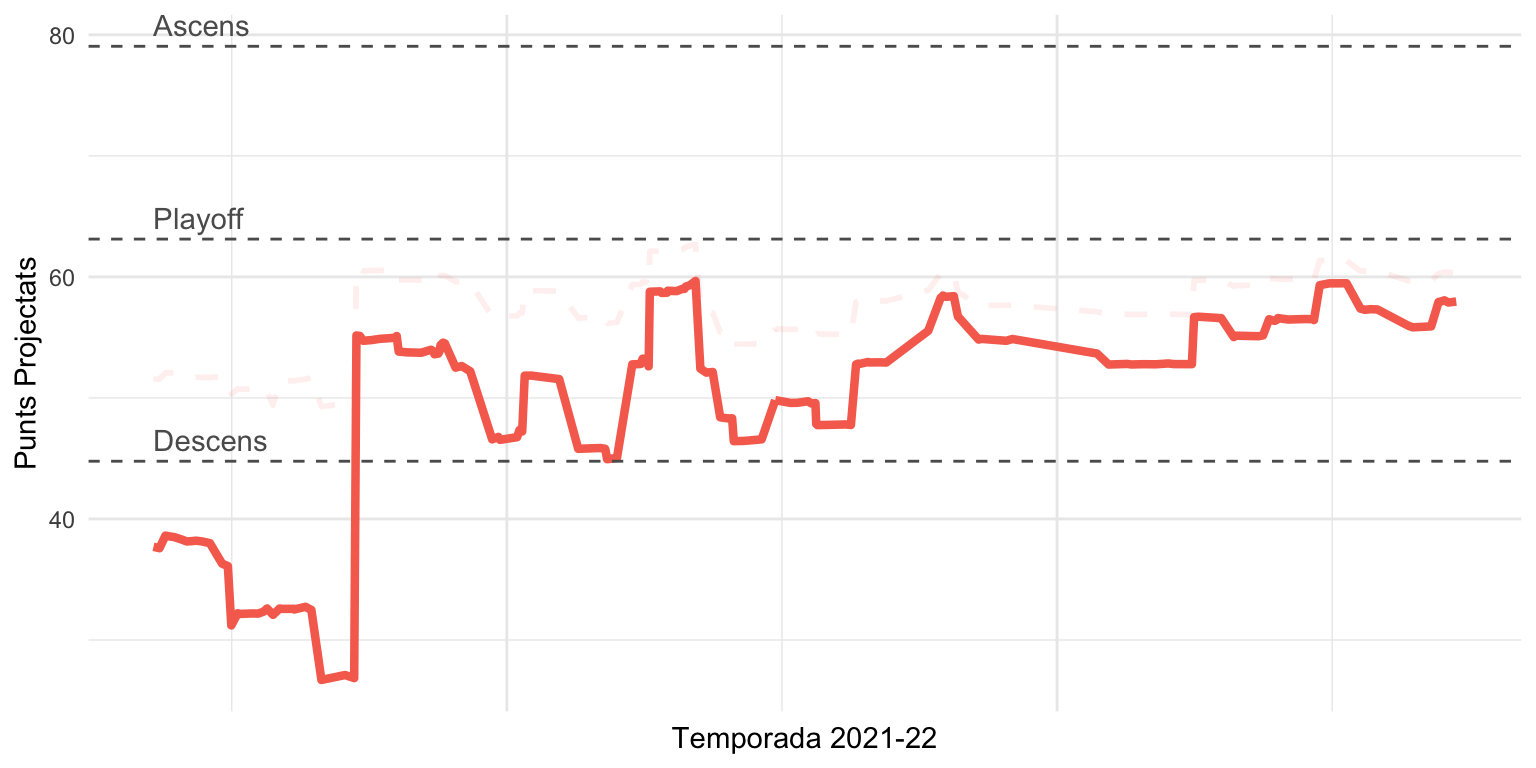 Ascens
80
Playoff
60
Descens
40
Punts Projectats
Temporada 2021-22